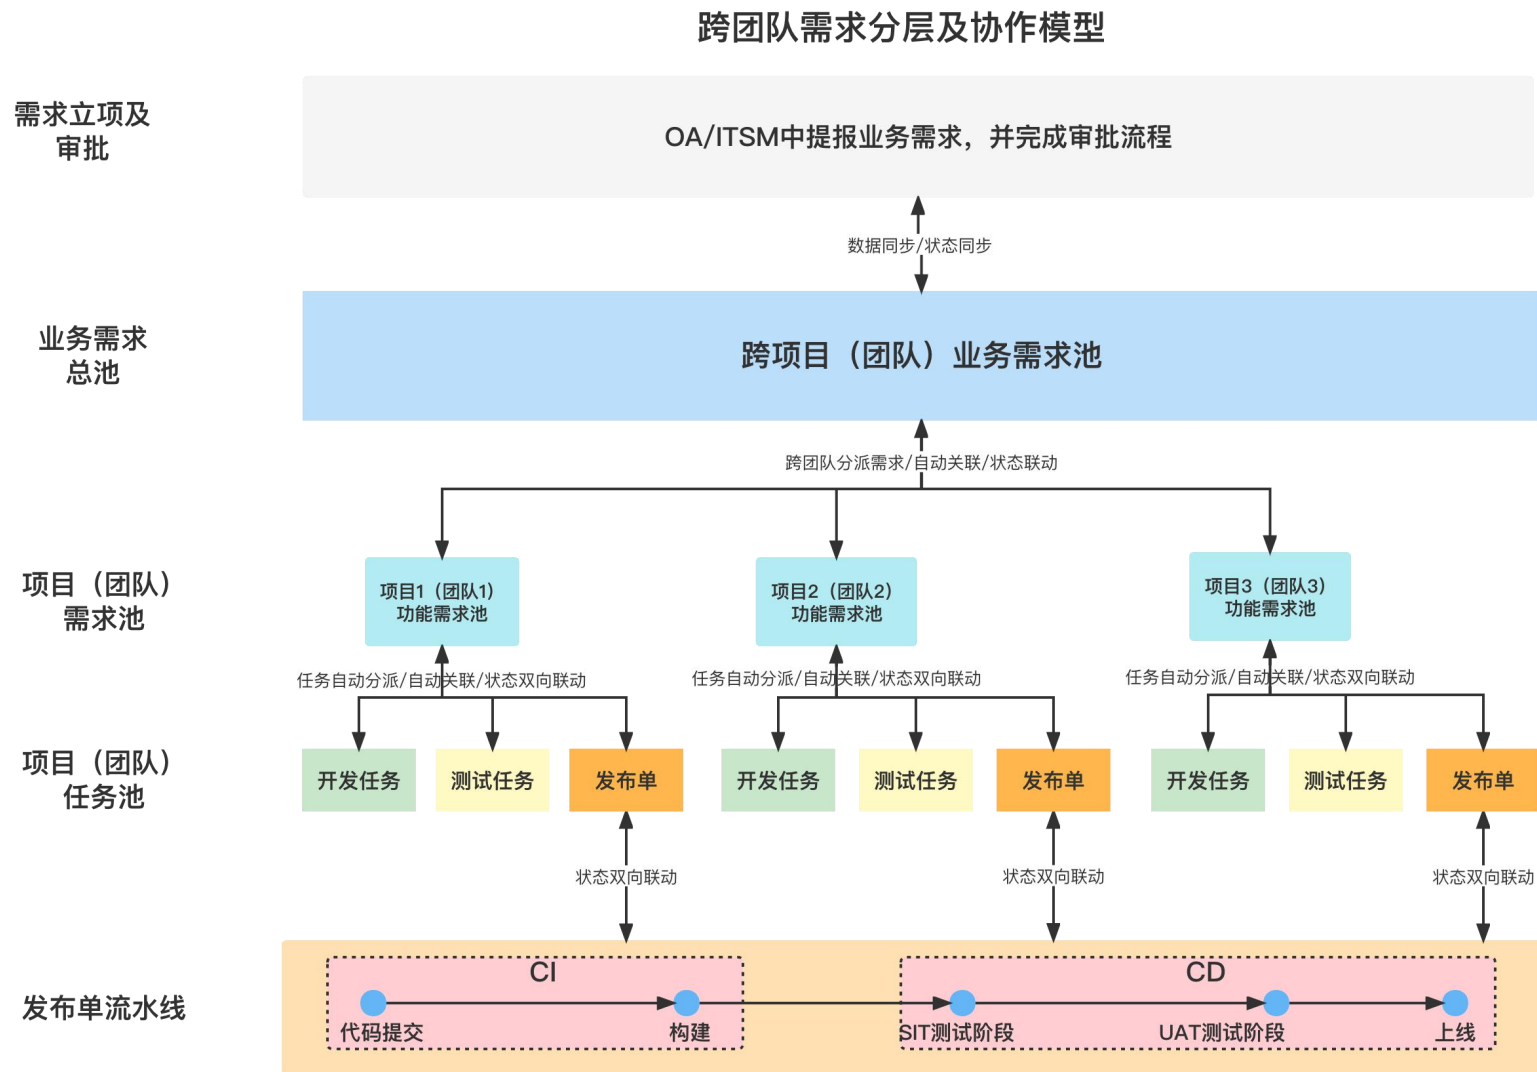 跨团队需求分层及协作模型
需求立项及
审批
OA/ITSM中提报业务需求，并完成审批流程
数据同步/状态同步
业务需求
总池
跨项目（团队）业务需求池
跨团队分派需求/自动关联/状态联动
项目（团队）
需求池
项目1（团队1）
功能需求池
项目2（团队2）
功能需求池
项目3（团队3）
功能需求池
任务自动分派/自动关联/状态双向联动
任务自动分派/自动关联/状态双向联动
任务自动分派/自动关联/状态双向联动
项目（团队）
任务池
开发任务
测试任务
发布单
开发任务
测试任务
发布单
开发任务
测试任务
发布单
状态双向联动
状态双向联动
状态双向联动
发布单流水线
CI
代码提交
构建
CD
SIT测试阶段
UAT测试阶段
上线